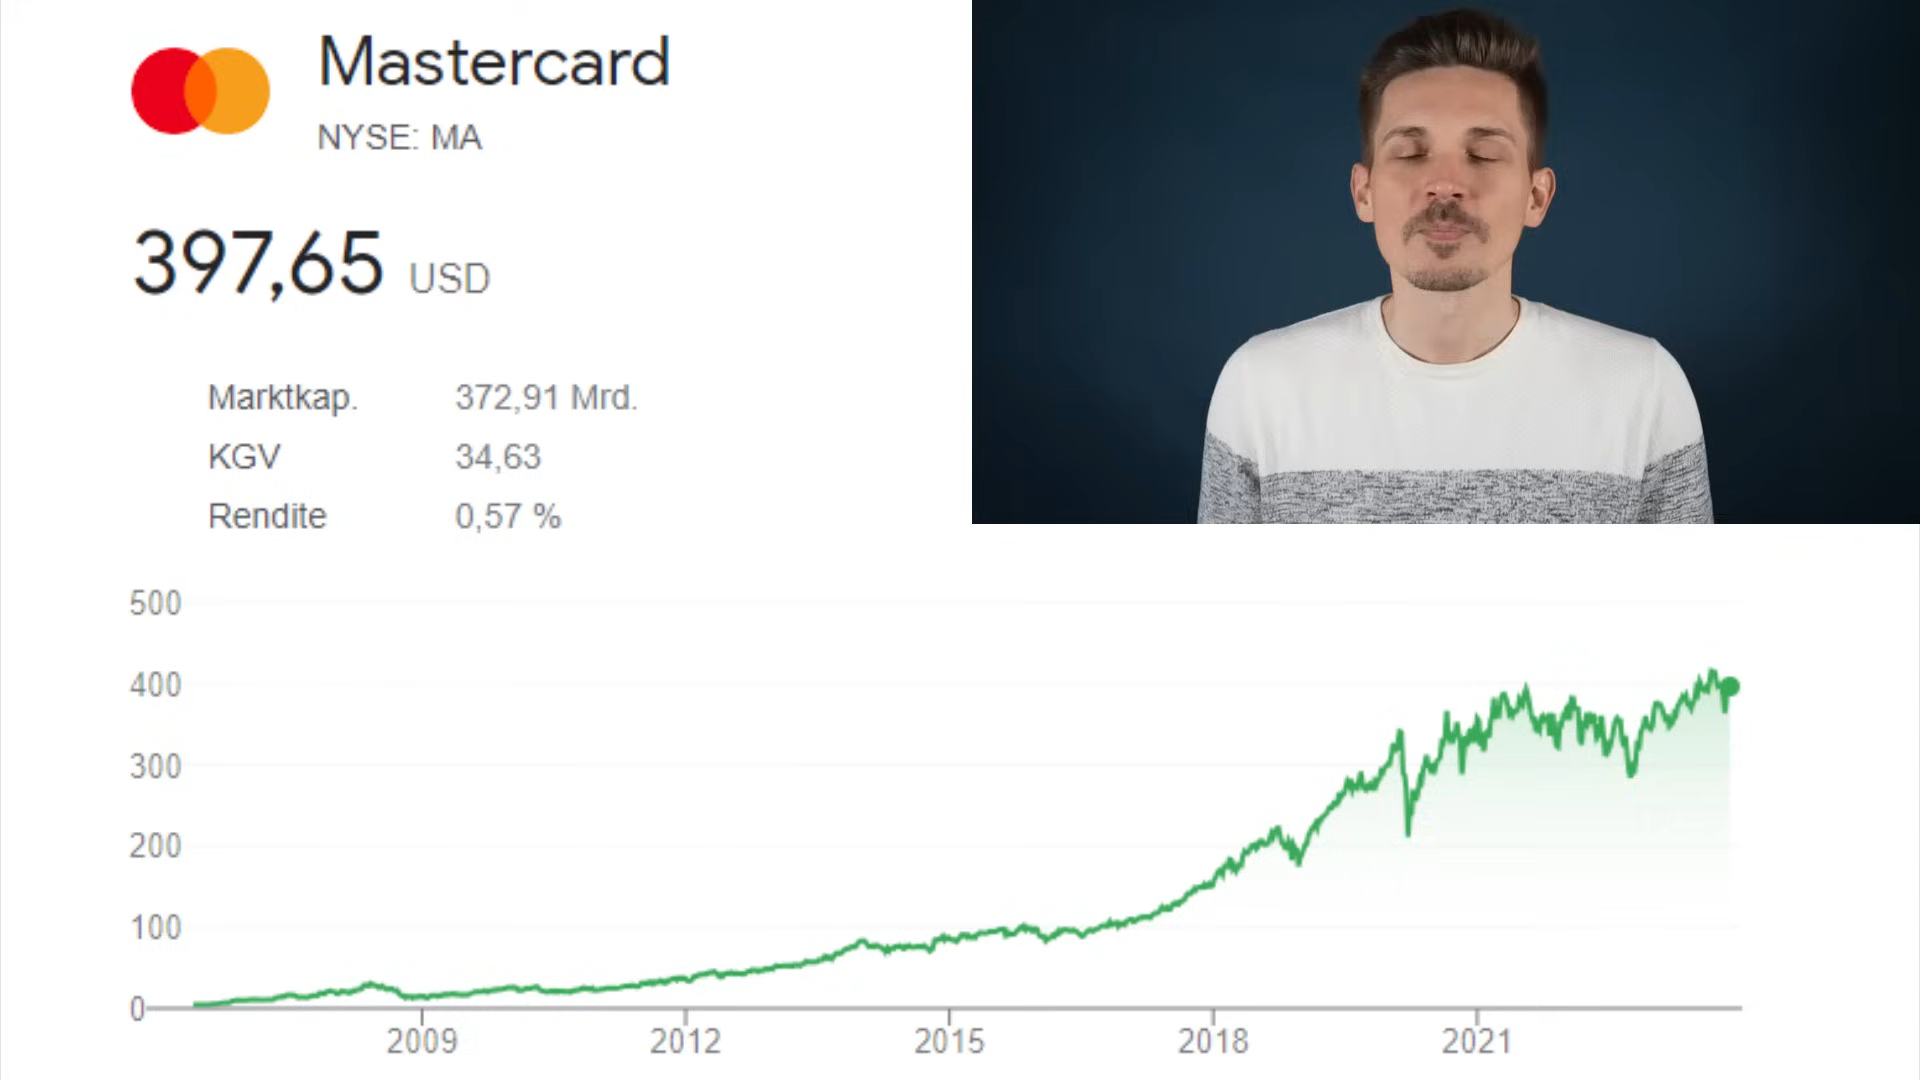 Mastercard
NYSE: MA
397,65 USD
Marktkap. 372,91 Mrd.
KGV 34,63
Rendite 0,57 %
500
400
300
200
100
0
2009 2012 2015 2018 2021